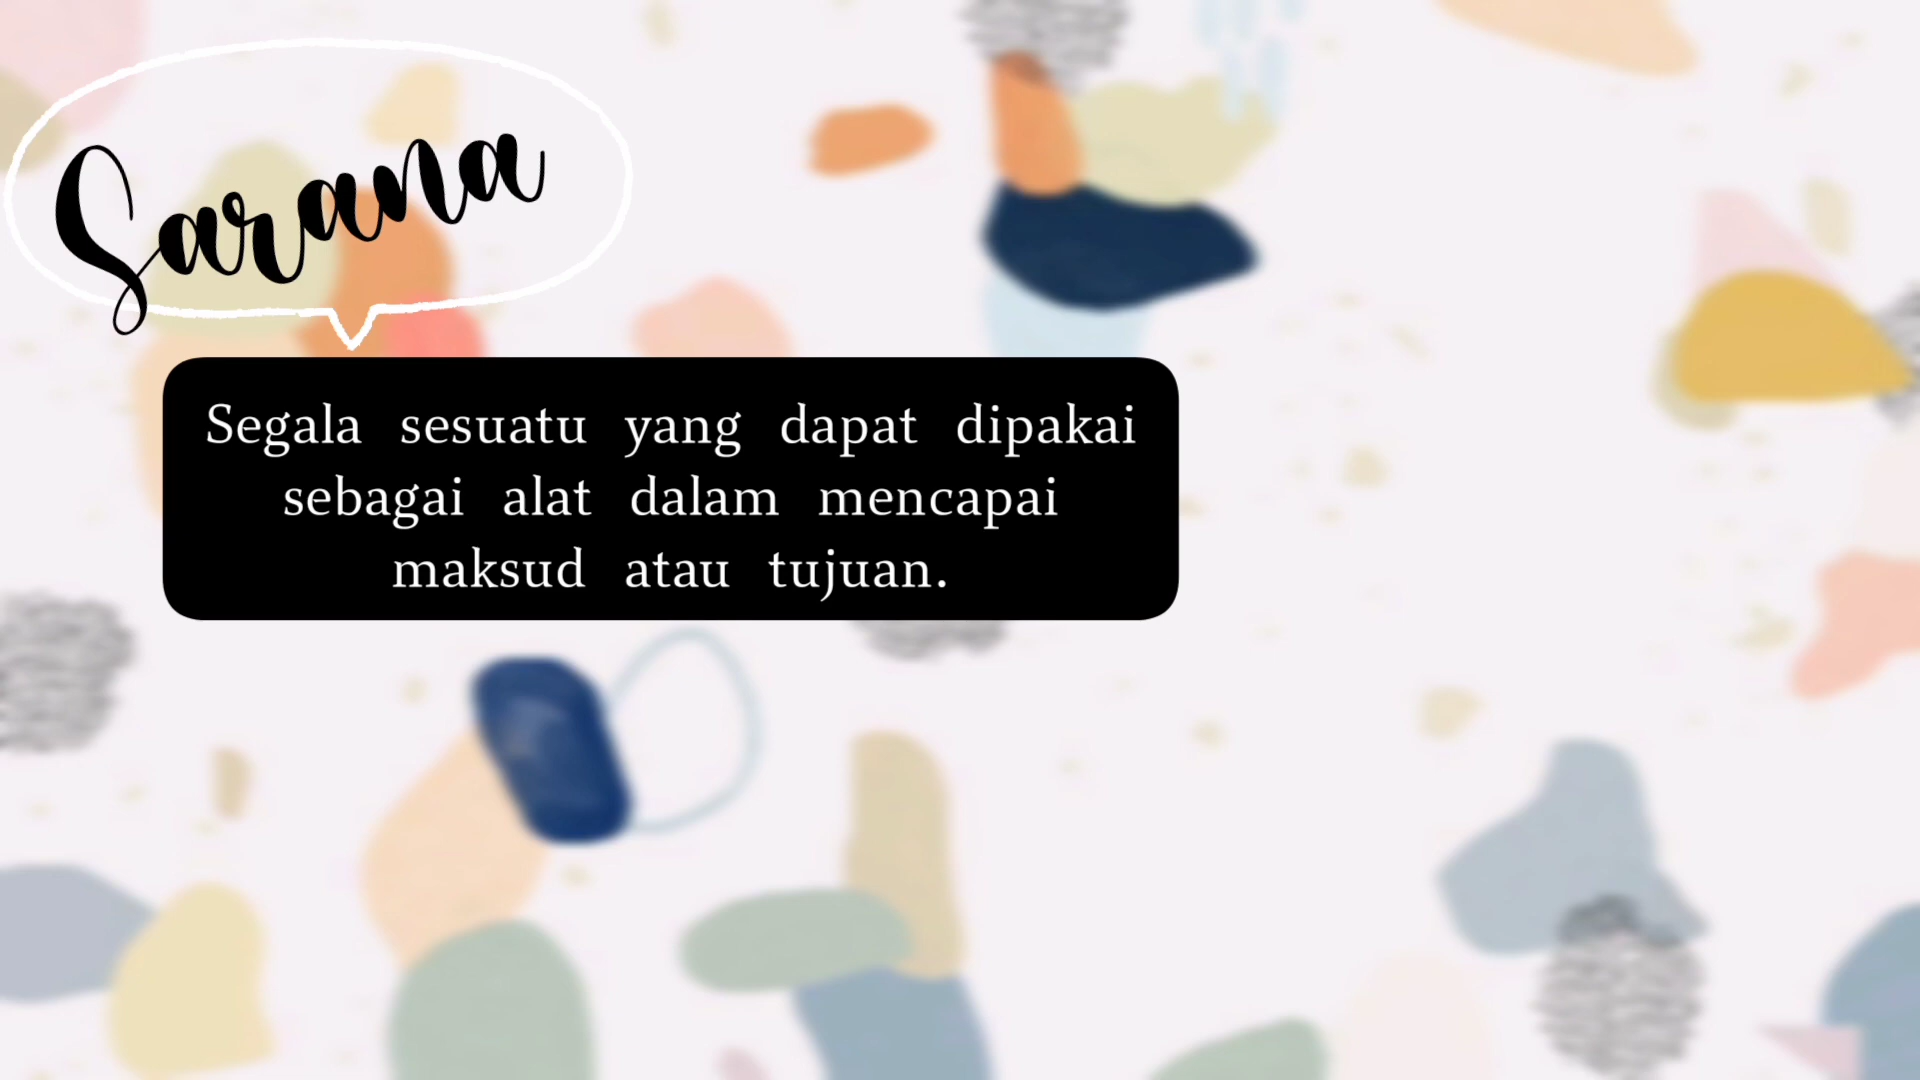 Sarana
Segala sesuatu yang dapat dipakai
sebagai alat dalam mencapai
maksud atau tujuan.